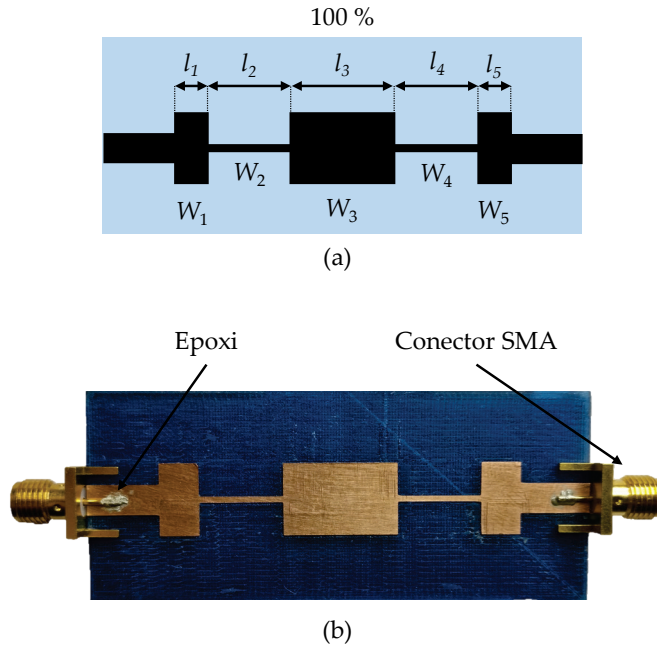 100 %
l₁ l₂ l₃ l₄ l₅
W₂ W₄
W₁ W₃ W₅
(a)
Epoxi Conector SMA
(b)